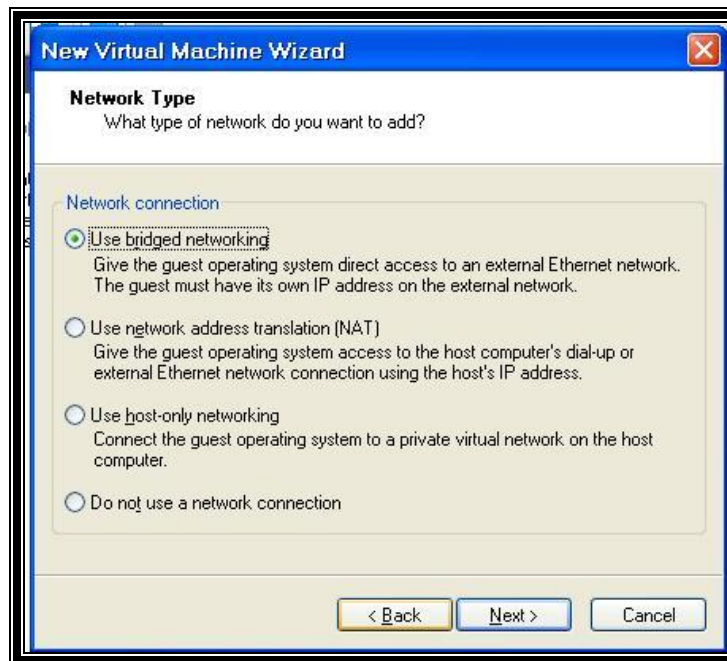 New Virtual Machine Wizard
Network Type
What type of network do you want to add?
Network connection
Use bridged networking
Give the guest operating system direct access to an external Ethernet network.
The guest must have its own IP address on the external network.
Use network address translation (NAT)
Give the guest operating system access to the host computer's dial-up or
external Ethernet network connection using the host's IP address.
Use host-only networking
Connect the guest operating system to a private virtual network on the host
computer.
Do not use a network connection
< Back
Next >
Cancel